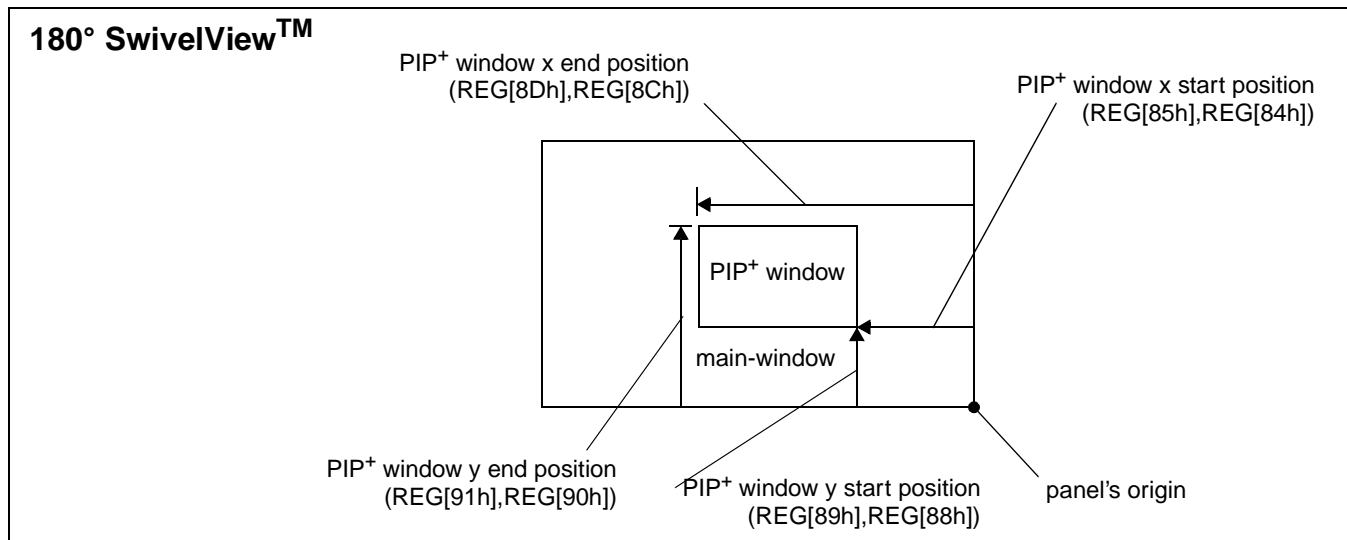 180° SwivelView™
PIP+ window x end position
(REG[8Dh],REG[8Ch])
PIP+ window x start position
(REG[85h],REG[84h])
PIP+ window
main-window
PIP+ window y end position
(REG[91h],REG[90h])
PIP+ window y start position
(REG[89h],REG[88h])
panel's origin